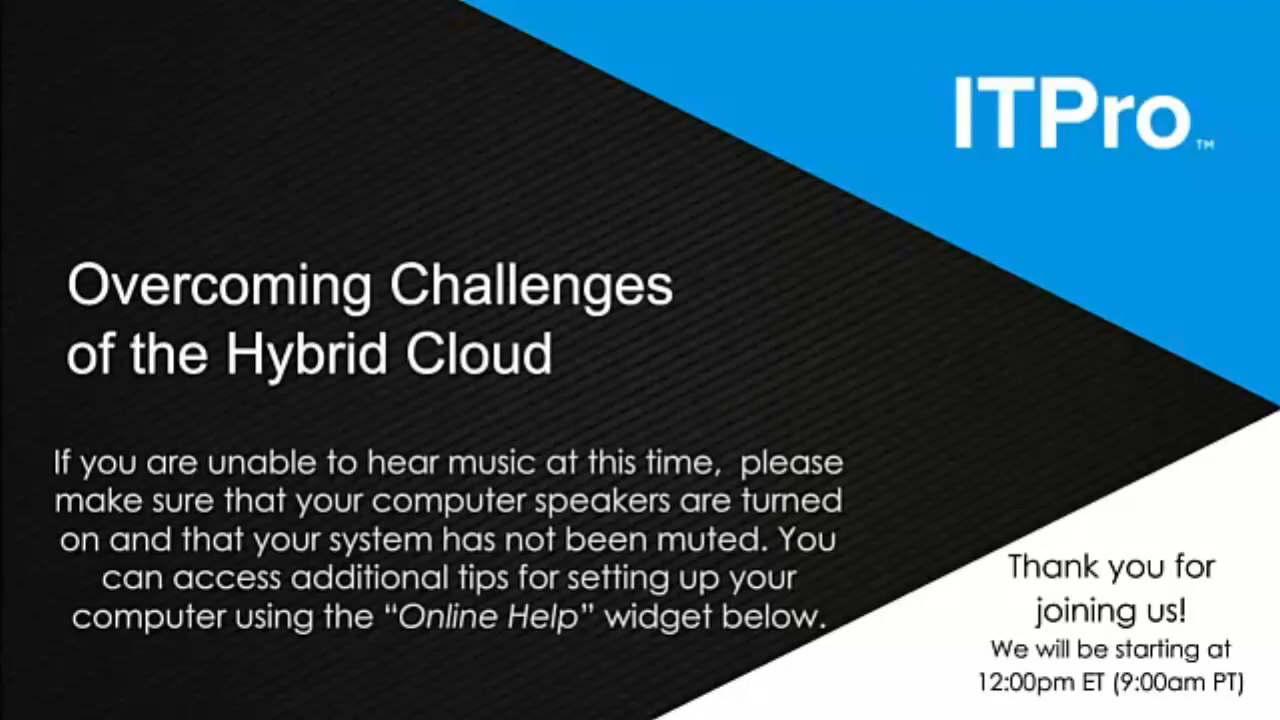 ITPro™
Overcoming Challenges
of the Hybrid Cloud
If you are unable to hear music at this time,  please
make sure that your computer speakers are turned
on and that your system has not been muted. You
can access additional tips for setting up your
computer using the “Online Help” widget below.
Thank you for
joining us!
We will be starting at
12:00pm ET (9:00am PT)